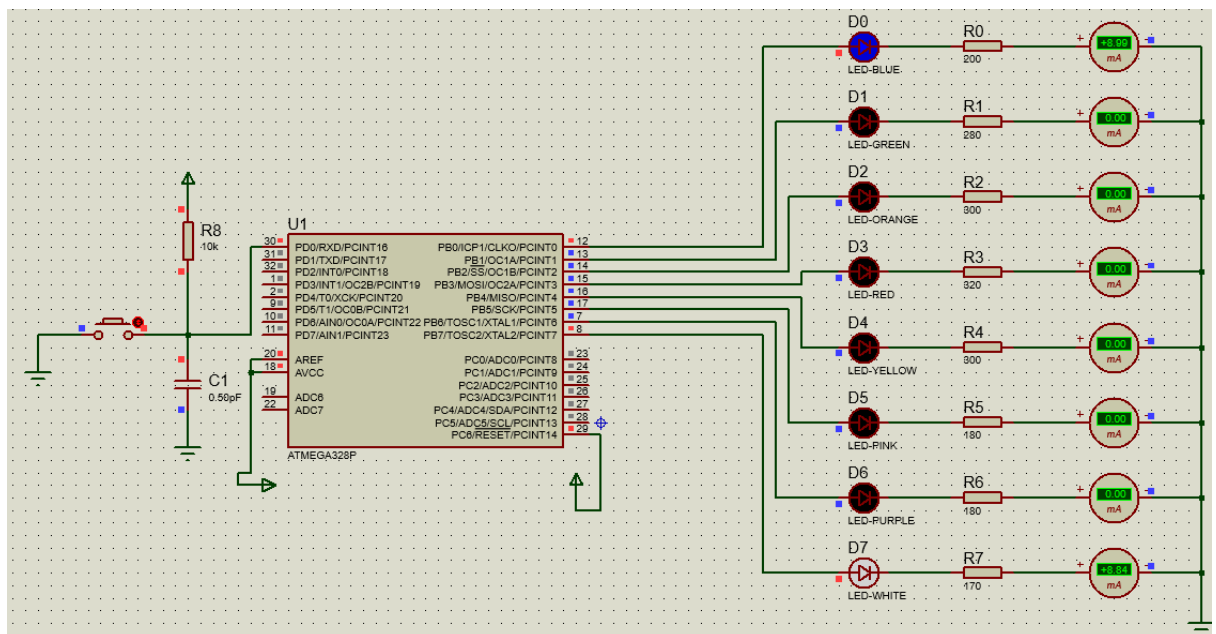 D0
LED-BLUE
R0
200
+
+8.99
-
mA
D1
LED-GREEN
R1
280
+
0.00
-
mA
D2
LED-ORANGE
R2
300
+
0.00
-
mA
D3
LED-RED
R3
320
+
0.00
-
mA
D4
LED-YELLOW
R4
300
+
0.00
-
mA
D5
LED-PINK
R5
180
+
0.00
-
mA
D6
LED-PURPLE
R6
180
+
0.00
-
mA
D7
LED-WHITE
R7
170
+
+8.84
-
mA
R8
10k
C1
0.50pF
U1
30 PD0/RXD/PCINT16 PB0/ICP1/CLKO/PCINT0 12
31 PD1/TXD/PCINT17 PB1/OC1A/PCINT1 13
32 PD2/INT0/PCINT18 PB2/SS/OC1B/PCINT2 14
1 PD3/INT1/OC2B/PCINT19 PB3/MOSI/OC2A/PCINT3 15
2 PD4/T0/XCK/PCINT20 PB4/MISO/PCINT4 16
9 PD5/T1/OC0B/PCINT21 PB5/SCK/PCINT5 17
10 PD6/AIN0/OC0A/PCINT22 PB6/TOSC1/XTAL1/PCINT6 7
11 PD7/AIN1/PCINT23 PB7/TOSC2/XTAL2/PCINT7 8
20 AREF PC0/ADC0/PCINT8 23
18 AVCC PC1/ADC1/PCINT9 24
PC2/ADC2/PCINT10 25
19 ADC6 PC3/ADC3/PCINT11 26
22 ADC7 PC4/ADC4/SDA/PCINT12 27
PC5/ADC5/SCL/PCINT13 28
PC6/RESET/PCINT14 29
ATMEGA328P